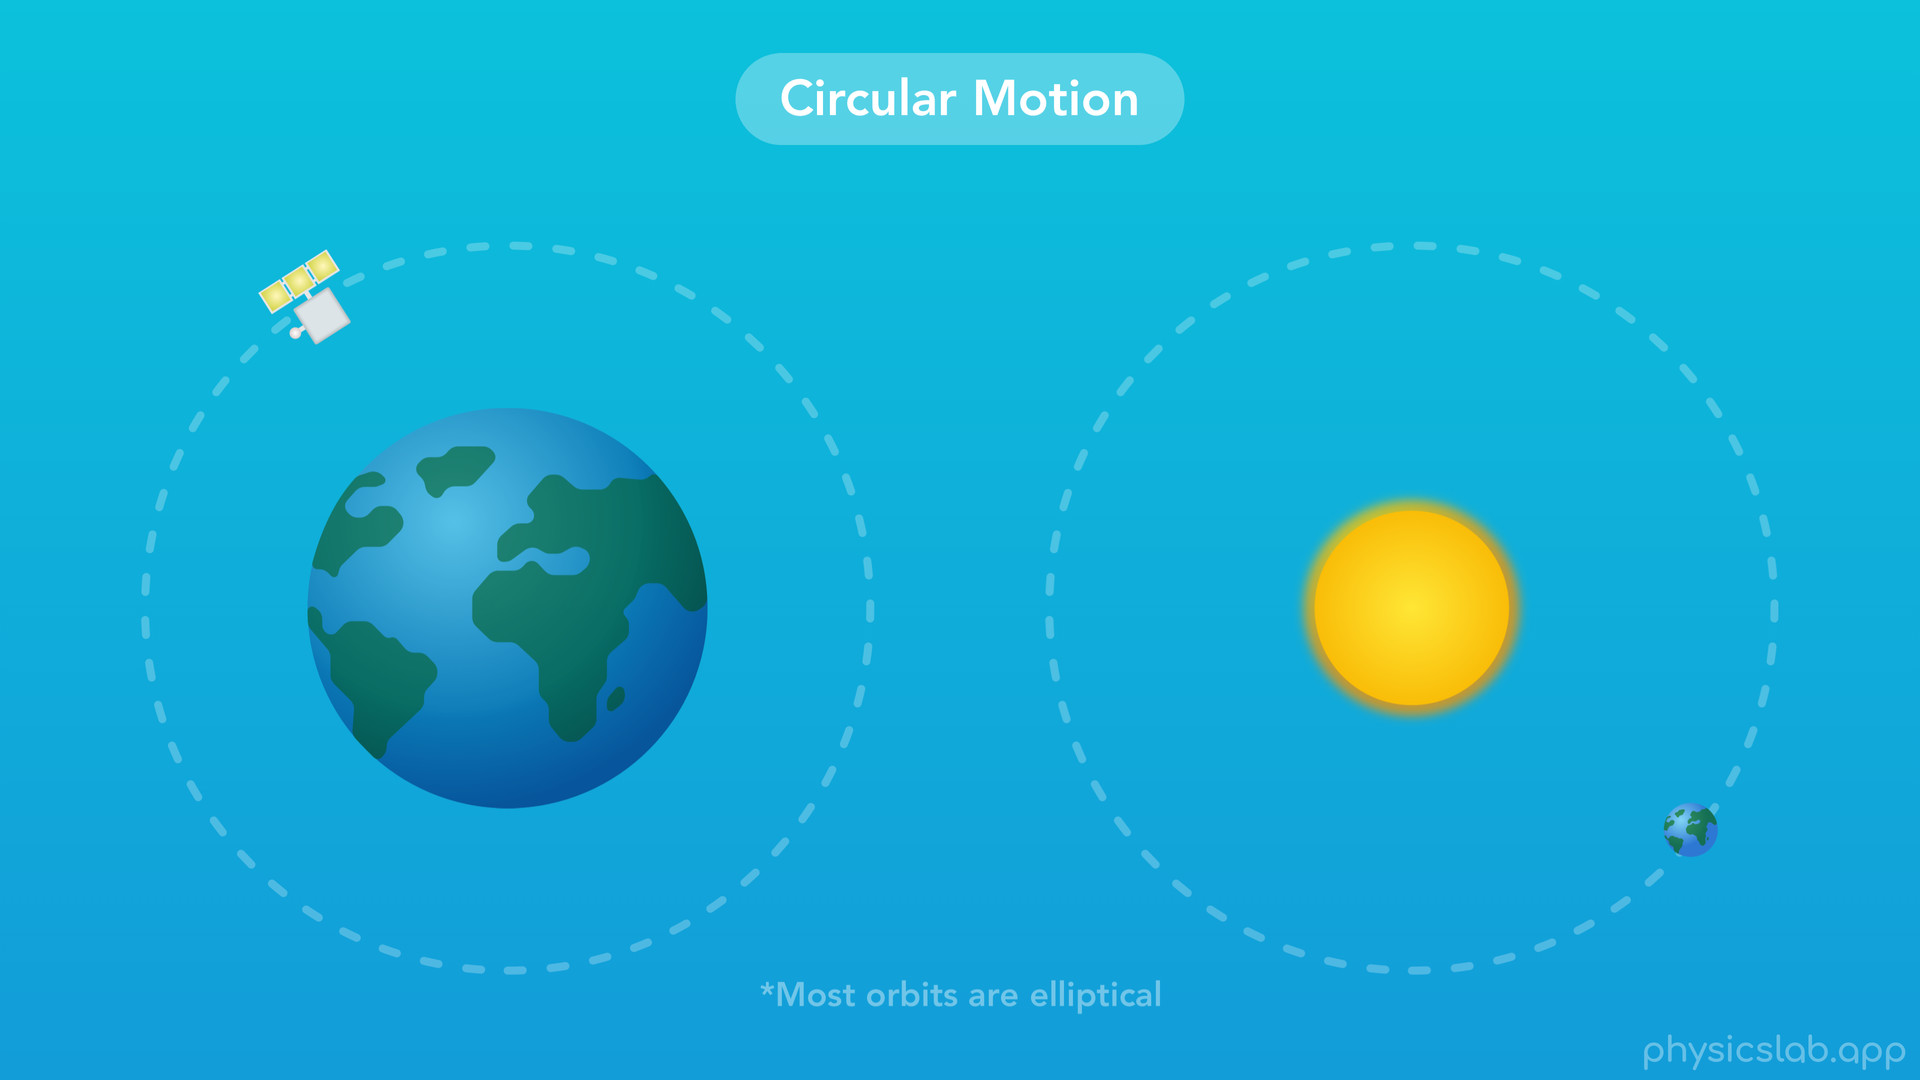 Circular Motion
*Most orbits are elliptical
physicslab.app